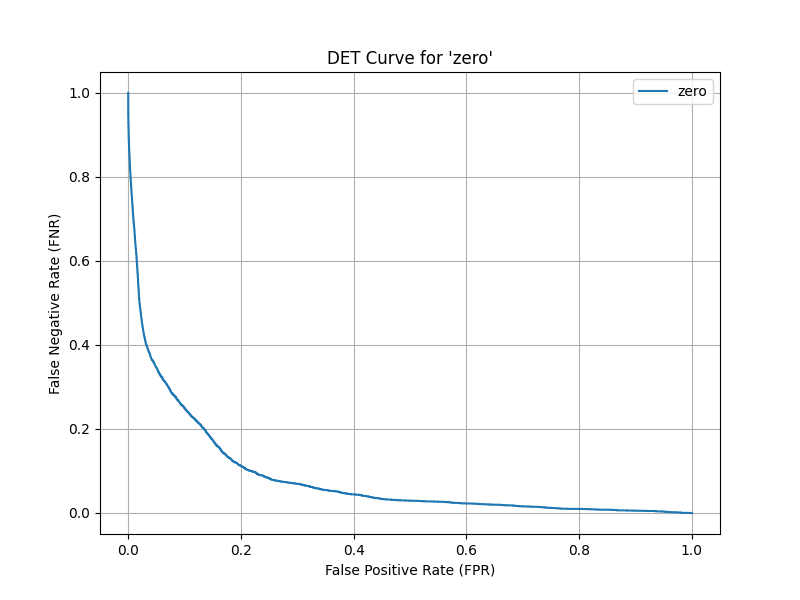 DET Curve for 'zero'
zero
False Negative Rate (FNR)
1.0
0.8
0.6
0.4
0.2
0.0
0.0 0.2 0.4 0.6 0.8 1.0
False Positive Rate (FPR)